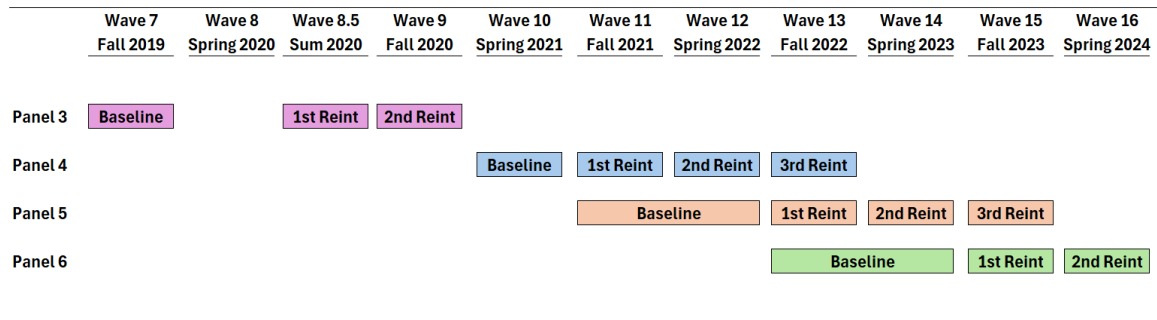 Wave 7 Wave 8 Wave 8.5 Wave 9 Wave 10 Wave 11 Wave 12 Wave 13 Wave 14 Wave 15 Wave 16
Fall 2019 Spring 2020 Sum 2020 Fall 2020 Spring 2021 Fall 2021 Spring 2022 Fall 2022 Spring 2023 Fall 2023 Spring 2024
Panel 3 Baseline 1st Reint 2nd Reint
Panel 4 Baseline 1st Reint 2nd Reint 3rd Reint
Panel 5 Baseline 1st Reint 2nd Reint 3rd Reint
Panel 6 Baseline 1st Reint 2nd Reint